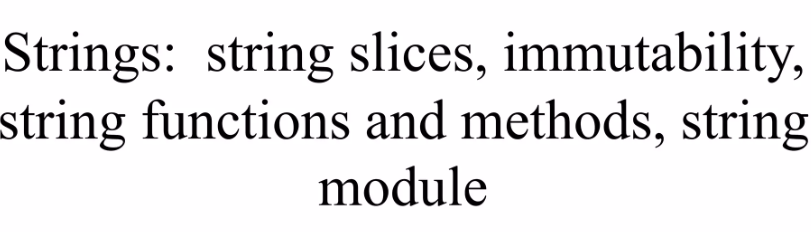 Strings: string slices, immutability,
string functions and methods, string
module